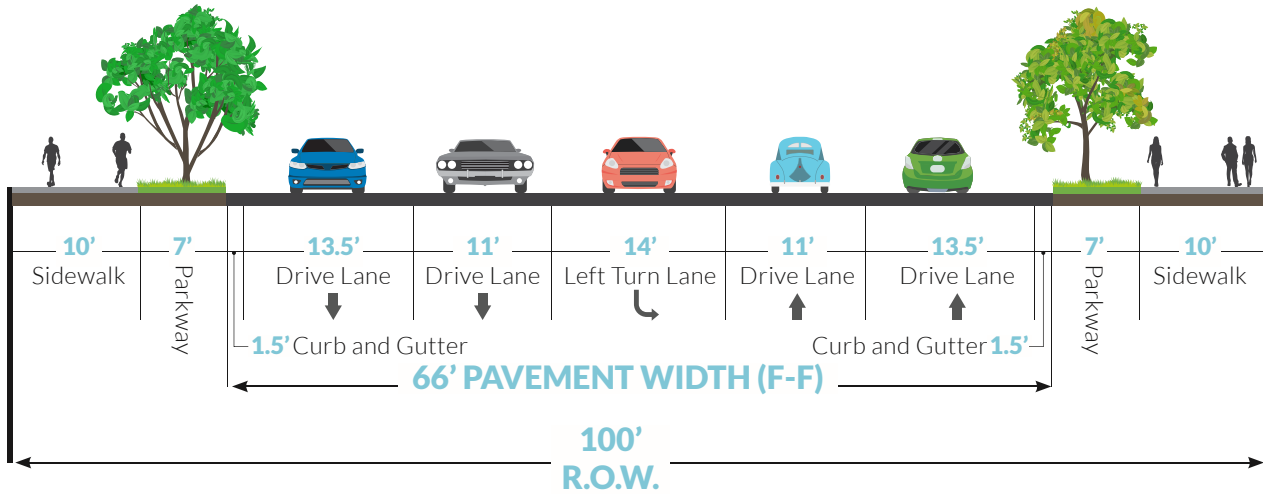 10’ 7’ 13.5’ 11’ 14’ 11’ 13.5’ 7’ 10’
Sidewalk Parkway Drive Lane Drive Lane Left Turn Lane Drive Lane Drive Lane Parkway Sidewalk
1.5’ Curb and Gutter Curb and Gutter 1.5’
66’ PAVEMENT WIDTH (F-F)
100’
R.O.W.